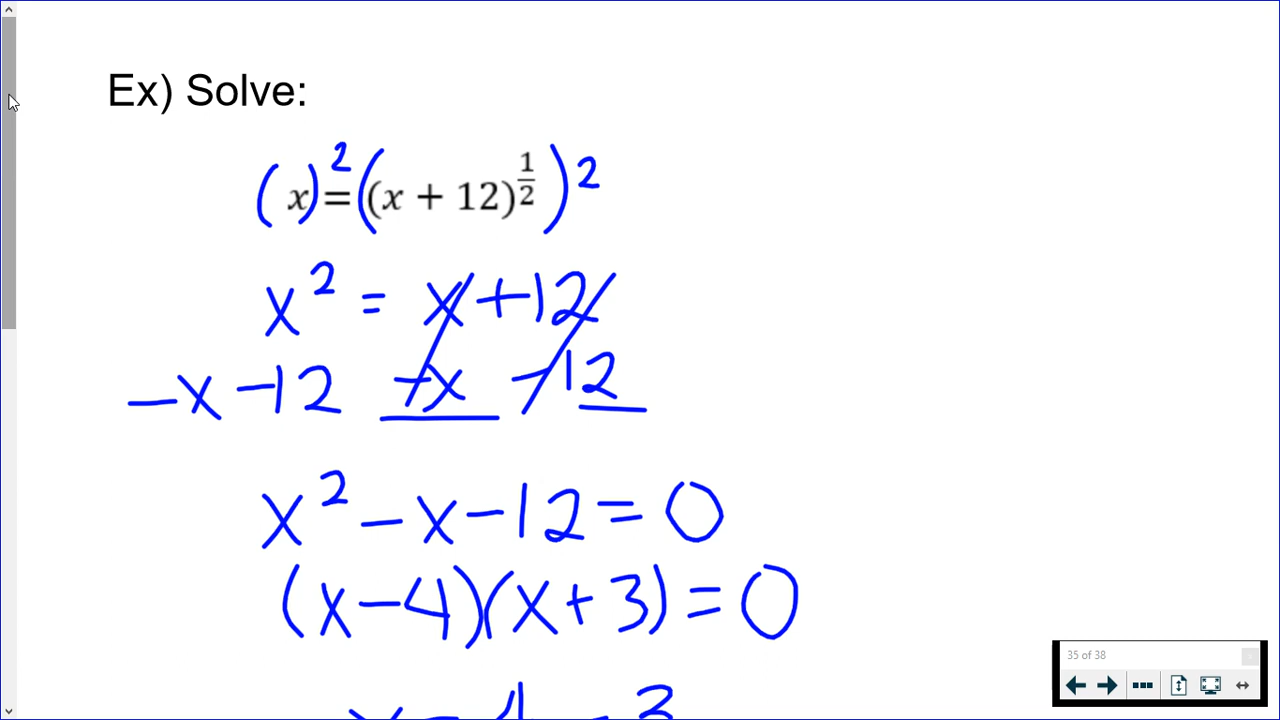 Ex) Solve:
(x)²=((x + 12)^½)²
x² = x + 12
-x -12 -x -12
x² - x - 12 = 0
(x - 4)(x + 3) = 0
35 of 38